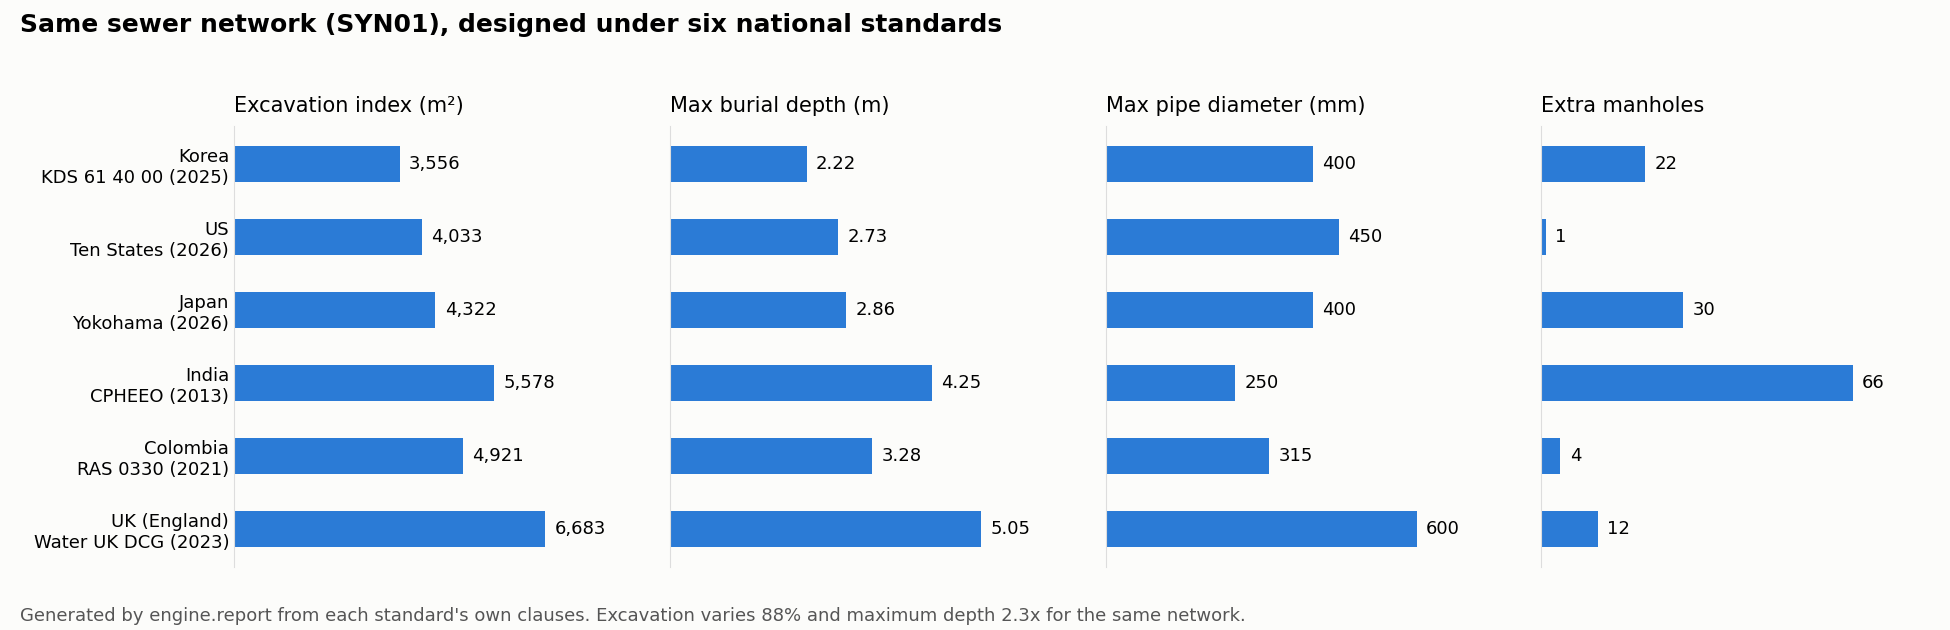 Same sewer network (SYN01), designed under six national standards
Excavation index (m²)
Max burial depth (m)
Max pipe diameter (mm)
Extra manholes
Korea
KDS 61 40 00 (2025)
3,556
2.22
400
22
US
Ten States (2026)
4,033
2.73
450
1
Japan
Yokohama (2026)
4,322
2.86
400
30
India
CPHEEO (2013)
5,578
4.25
250
66
Colombia
RAS 0330 (2021)
4,921
3.28
315
4
UK (England)
Water UK DCG (2023)
6,683
5.05
600
12
Generated by engine.report from each standard's own clauses. Excavation varies 88% and maximum depth 2.3x for the same network.